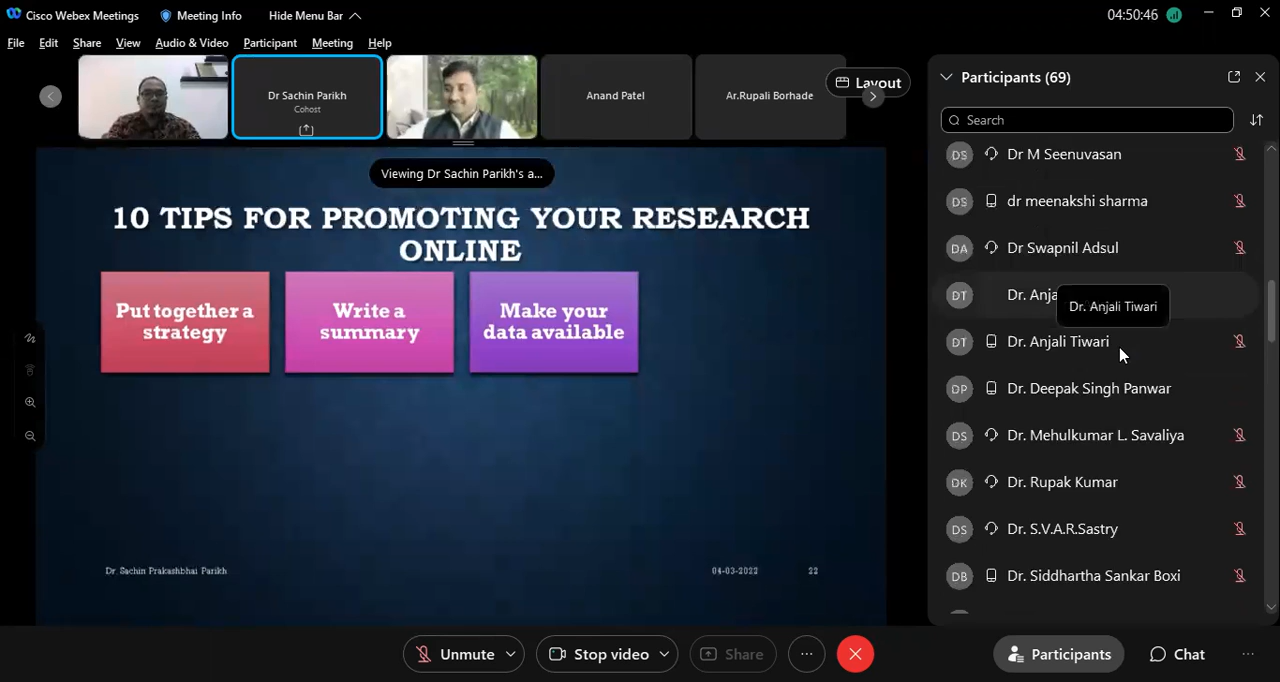 Cisco Webex Meetings
Meeting Info
Hide Menu Bar
04:50:46
File Edit Share View Audio & Video Participant Meeting Help
Dr Sachin Parikh
Cohost
Anand Patel
Ar.Rupali Borhade
Layout
Viewing Dr Sachin Parikh's a...
10 TIPS FOR PROMOTING YOUR RESEARCH
ONLINE
Put together a
strategy
Write a
summary
Make your
data available
Dr. Sachin Prakashbhai Parikh
04-03-2022
22
Participants (69)
Search
DS Dr M Seenuvasan
DS dr meenakshi sharma
DA Dr Swapnil Adsul
DT Dr. Anja
Dr. Anjali Tiwari
DT Dr. Anjali Tiwari
DP Dr. Deepak Singh Panwar
DS Dr. Mehulkumar L. Savaliya
DK Dr. Rupak Kumar
DS Dr. S.V.A.R.Sastry
DB Dr. Siddhartha Sankar Boxi
Unmute
Stop video
Share
Participants
Chat